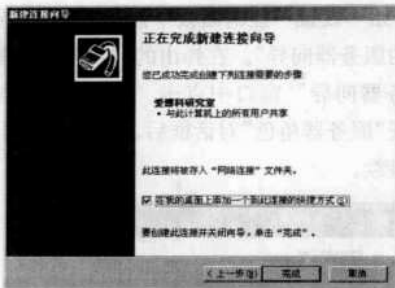 新建连接向导
正在完成新建连接向导
您已成功完成创建下列连接需要的步骤:
爱博科研究室
• 与此计算机上的所有用户共享
此连接将被存入“网络连接”文件夹。
在我的桌面上添加一个到此连接的快捷方式(S)
要创建此连接并关闭向导，单击“完成”。
<上一步(B) 完成 取消